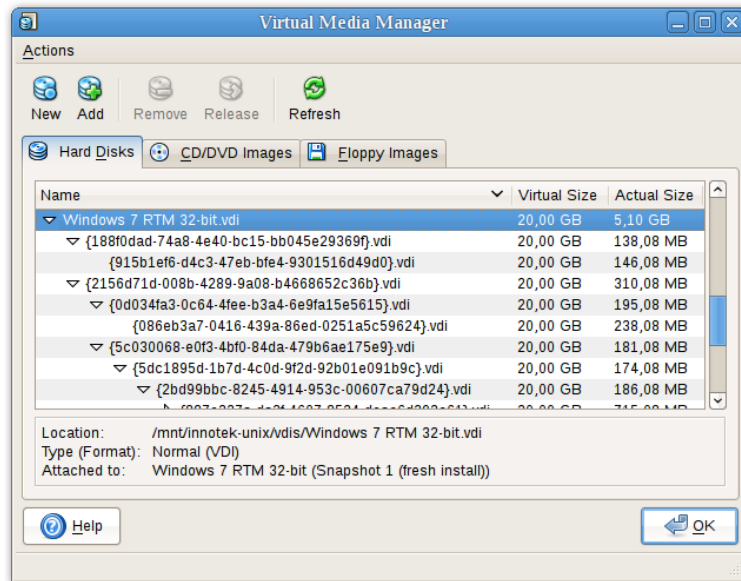 Virtual Media Manager
Actions
New Add Remove Release Refresh
Hard Disks CD/DVD Images Floppy Images
Name Virtual Size Actual Size
Windows 7 RTM 32-bit.vdi 20,00 GB 5,10 GB
{188f0dad-74a8-4e40-bc15-bb045e29369f}.vdi 20,00 GB 138,08 MB
{915b1ef6-d4c3-47eb-bfe4-9301516d49d0}.vdi 20,00 GB 146,08 MB
{2156d71d-008b-4289-9a08-b4668652c36b}.vdi 20,00 GB 310,08 MB
{0d034fa3-0c64-4fee-b3a4-6e9fa15e5615}.vdi 20,00 GB 195,08 MB
{086eb3a7-0416-439a-86ed-0251a5c59624}.vdi 20,00 GB 238,08 MB
{5c030068-e0f3-4bf0-84da-479b6ae175e9}.vdi 20,00 GB 181,08 MB
{5dc1895d-1b7d-4c0d-9f2d-92b01e091b9c}.vdi 20,00 GB 174,08 MB
{2bd99bbc-8245-4914-953c-00607ca79d24}.vdi 20,00 GB 186,08 MB
20,00 GB 715,08 MB
Location: /mnt/innotek-unix/vdis/Windows 7 RTM 32-bit.vdi
Type (Format): Normal (VDI)
Attached to: Windows 7 RTM 32-bit (Snapshot 1 (fresh install))
Help OK